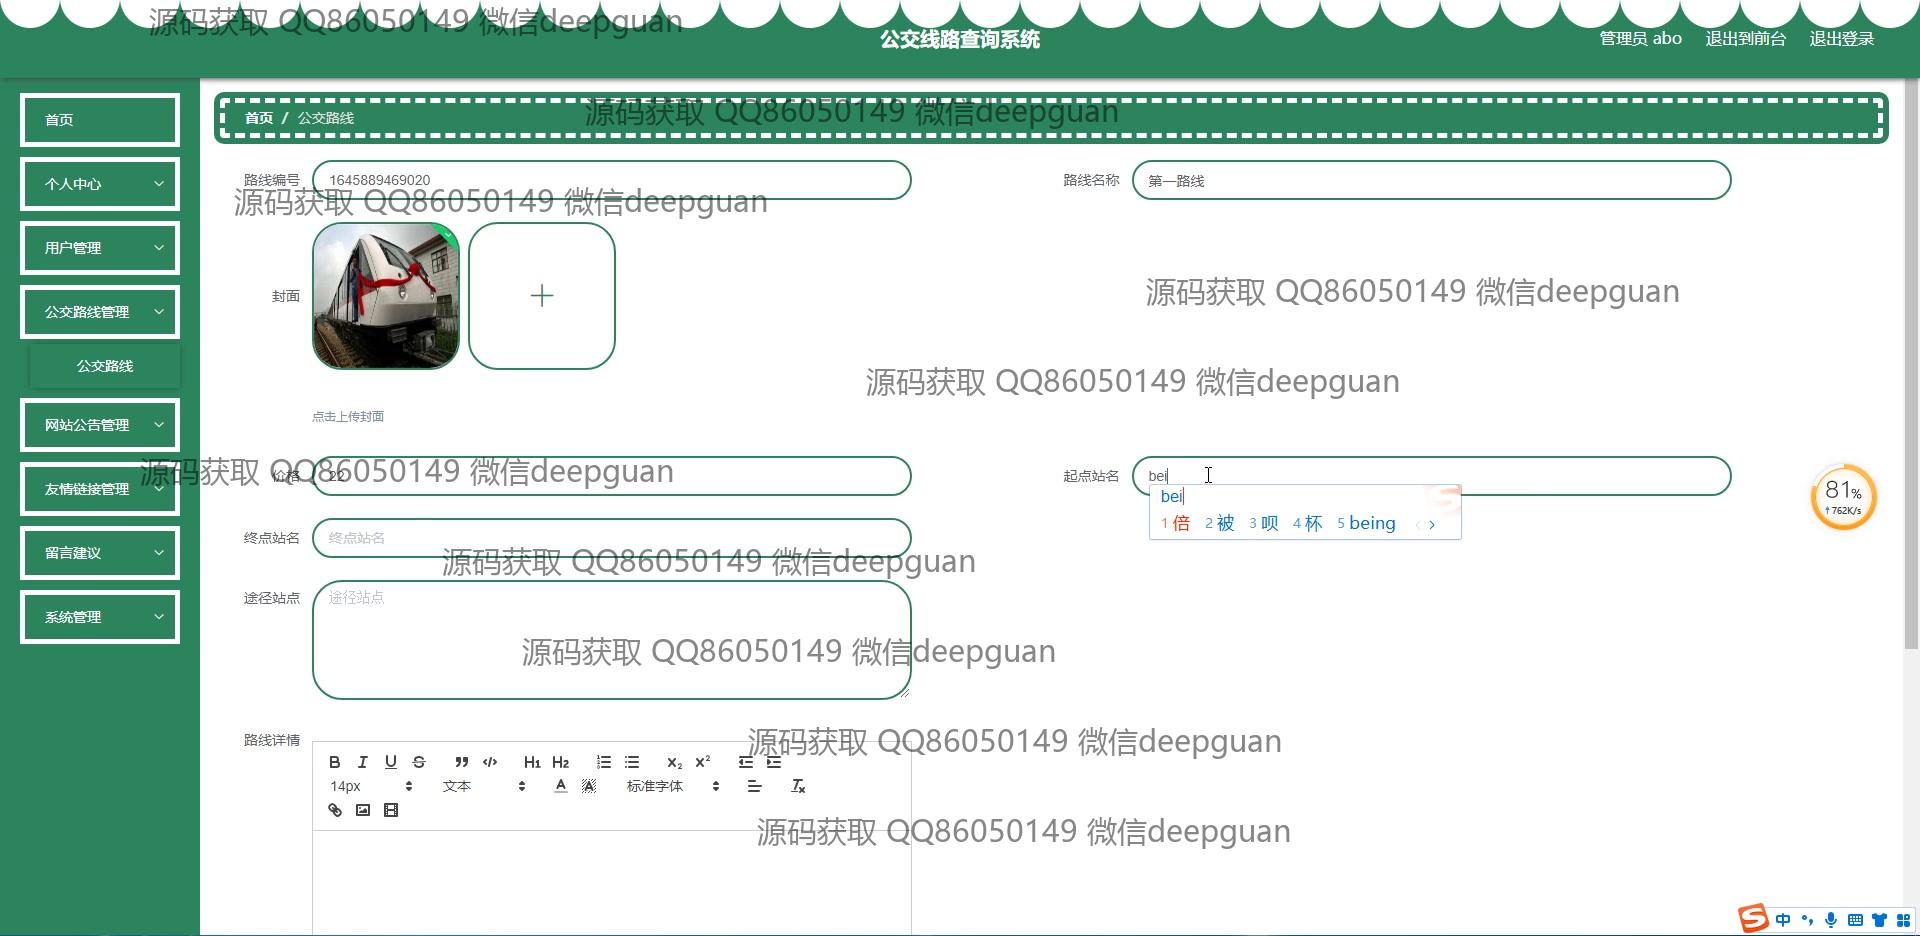 源码获取 QQ86050149 微信deepguan
公交线路查询系统
管理员 abo
退出到前台
退出登录
首页
个人中心
用户管理
公交路线管理
公交路线
网站公告管理
友情链接管理
留言建议
系统管理
首页 / 公交路线
源码获取 QQ86050149 微信deepguan
路线编号 1645889469020
路线名称 第一路线
源码获取 QQ86050149 微信deepguan
封面
源码获取 QQ86050149 微信deepguan
源码获取 QQ86050149 微信deepguan
点击上传封面
价格 22
源码获取 QQ86050149 微信deepguan
起点站名 bei
bei
1 倍 2 被 3 呗 4 杯 5 being
81%
↑762K/s
终点站名 终点站名
源码获取 QQ86050149 微信deepguan
途径站点 途径站点
源码获取 QQ86050149 微信deepguan
路线详情
源码获取 QQ86050149 微信deepguan
B I U S ” </> H1 H2 x₂ x²
14px 文本 A A 标准字体
源码获取 QQ86050149 微信deepguan
S 中